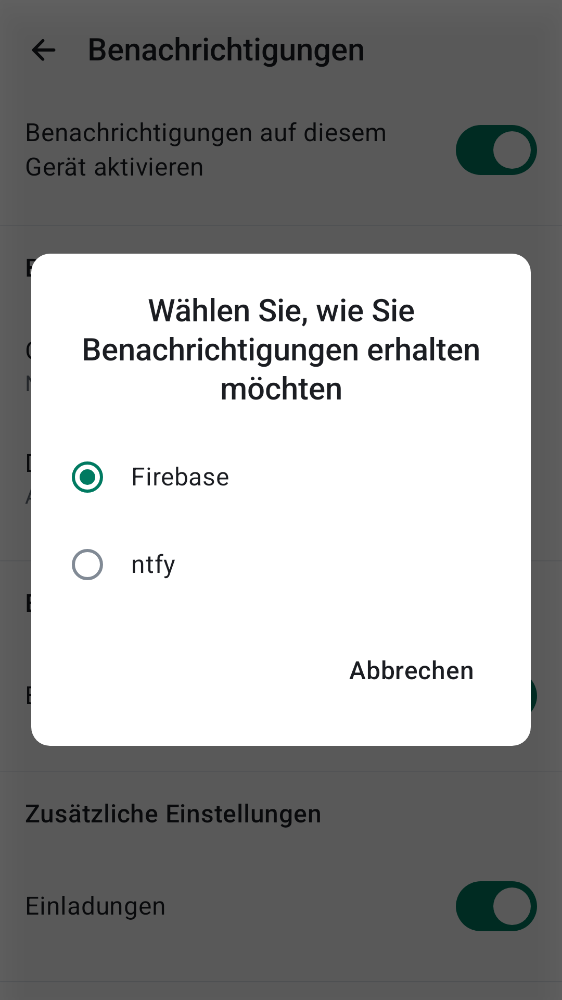 Benachrichtigungen
Benachrichtigungen auf diesem
Gerät aktivieren
Wählen Sie, wie Sie
Benachrichtigungen erhalten
möchten
Firebase
ntfy
Abbrechen
Zusätzliche Einstellungen
Einladungen